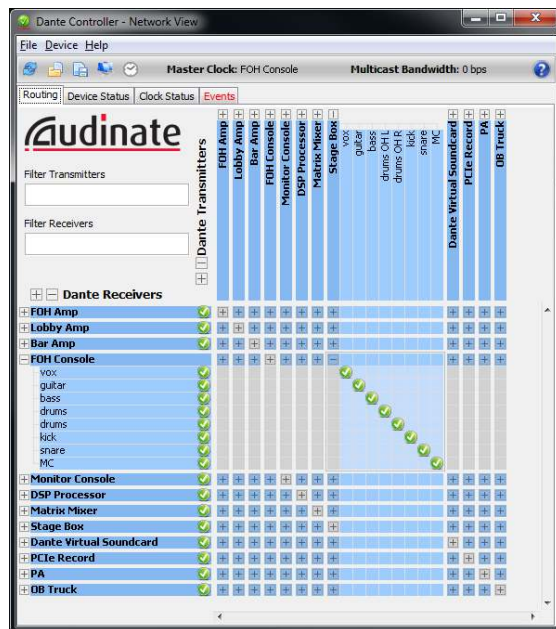 Dante Controller - Network View
File Device Help
Master Clock: FOH Console
Multicast Bandwidth: 0 bps
Routing
Device Status
Clock Status
Events
Audinate
Filter Transmitters
Filter Receivers
Dante Transmitters
FOH Amp
Lobby Amp
Bar Amp
FOH Console
Monitor Console
DSP Processor
Matrix Mixer
Stage Box
vox
guitar
bass
drums OH L
drums OH R
kick
snare
MC
Dante Virtual Soundcard
PCIe Record
PA
OB Truck
Dante Receivers
FOH Amp
Lobby Amp
Bar Amp
FOH Console
vox
guitar
bass
drums
drums
kick
snare
MC
Monitor Console
DSP Processor
Matrix Mixer
Stage Box
Dante Virtual Soundcard
PCIe Record
PA
OB Truck